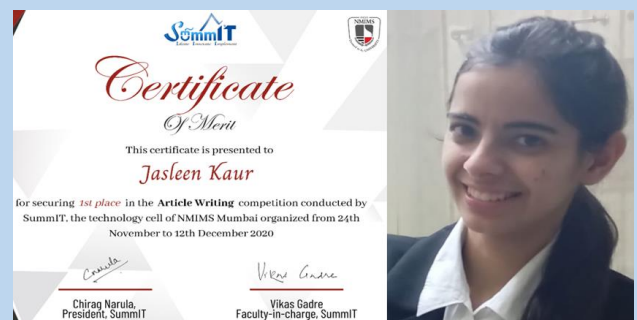 SummIT
NMIMS
Certificate
Of Merit
This certificate is presented to
Jasleen Kaur
for securing 1st place in the Article Writing competition conducted by
SummIT, the technology cell of NMIMS Mumbai organized from 24th
November to 12th December 2020
Vikas Gadre
Chirag Narula,
President, SummIT
Vikas Gadre
Faculty-in-charge, SummIT